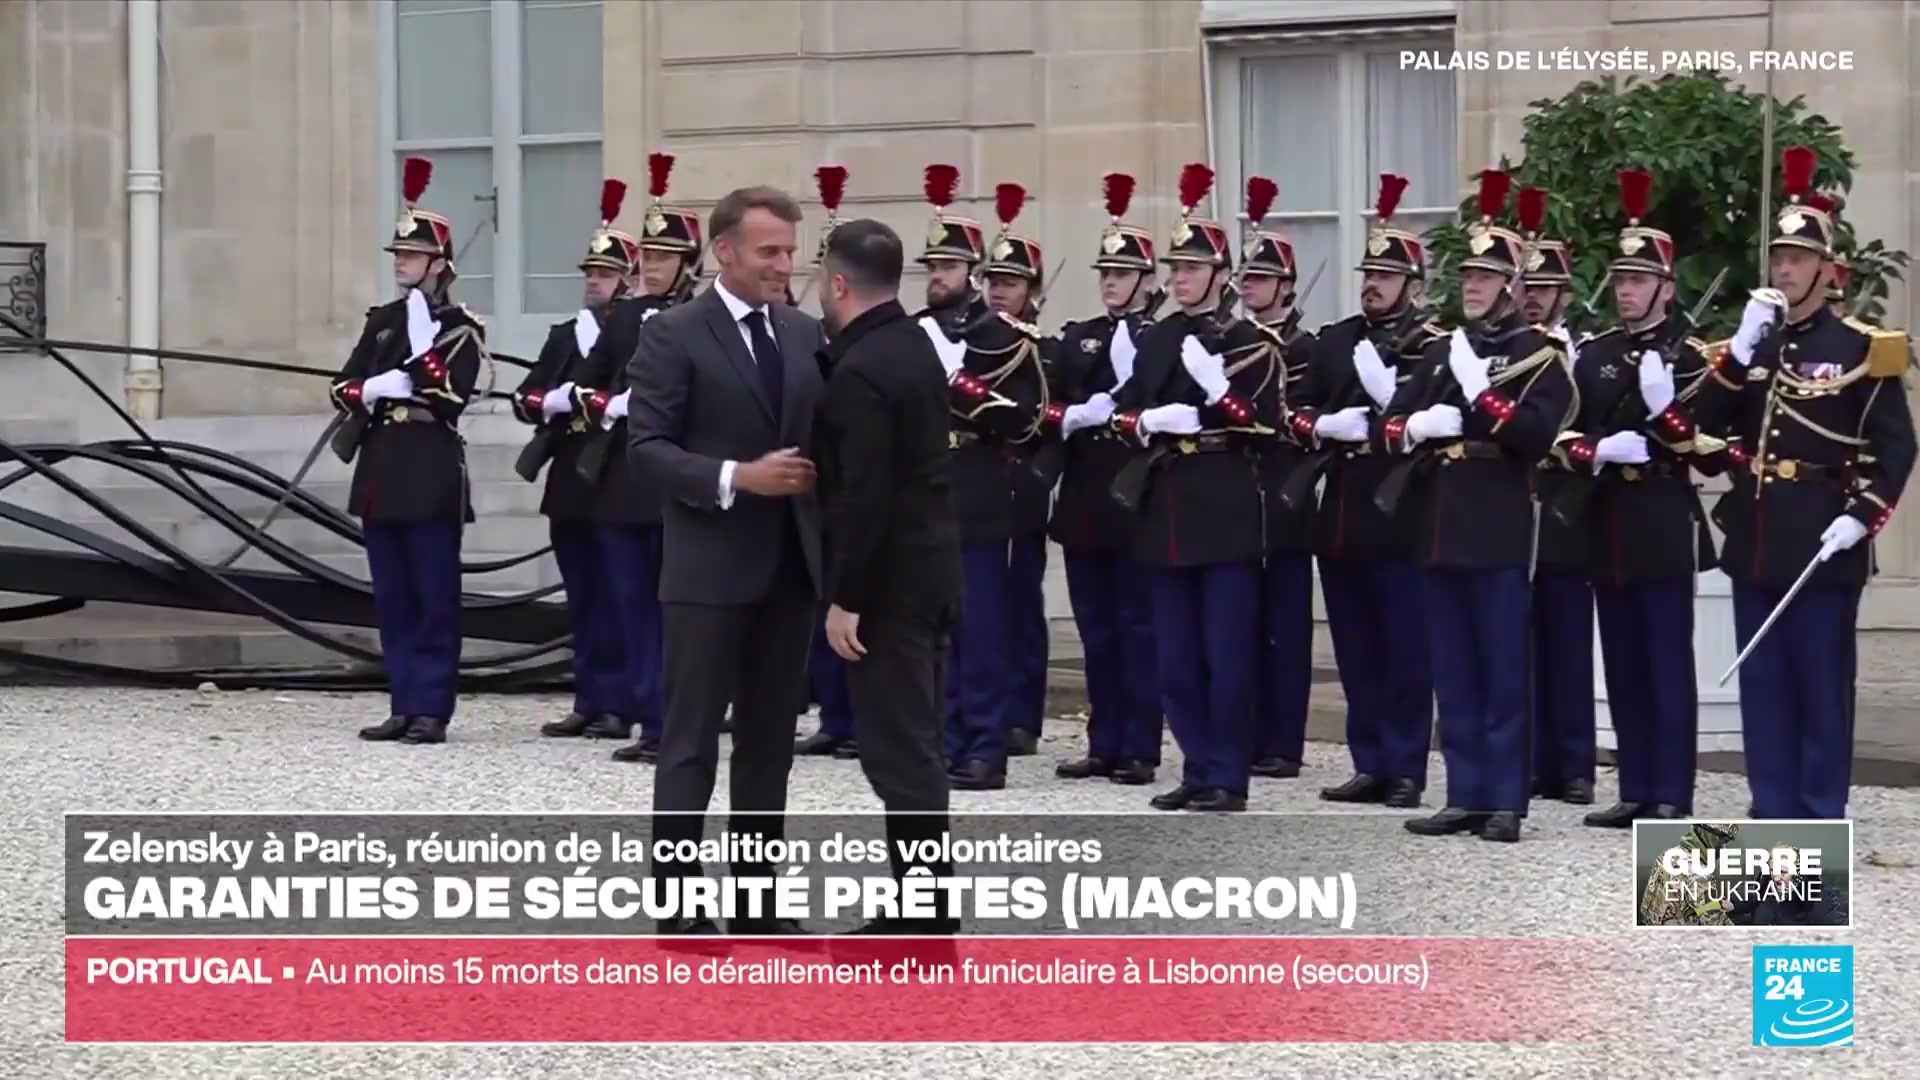 PALAIS DE L'ÉLYSÉE, PARIS, FRANCE
Zelensky à Paris, réunion de la coalition des volontaires
GARANTIES DE SÉCURITÉ PRÊTES (MACRON)
GUERRE
EN UKRAINE
PORTUGAL ▪ Au moins 15 morts dans le déraillement d'un funiculaire à Lisbonne (secours)
FRANCE
24